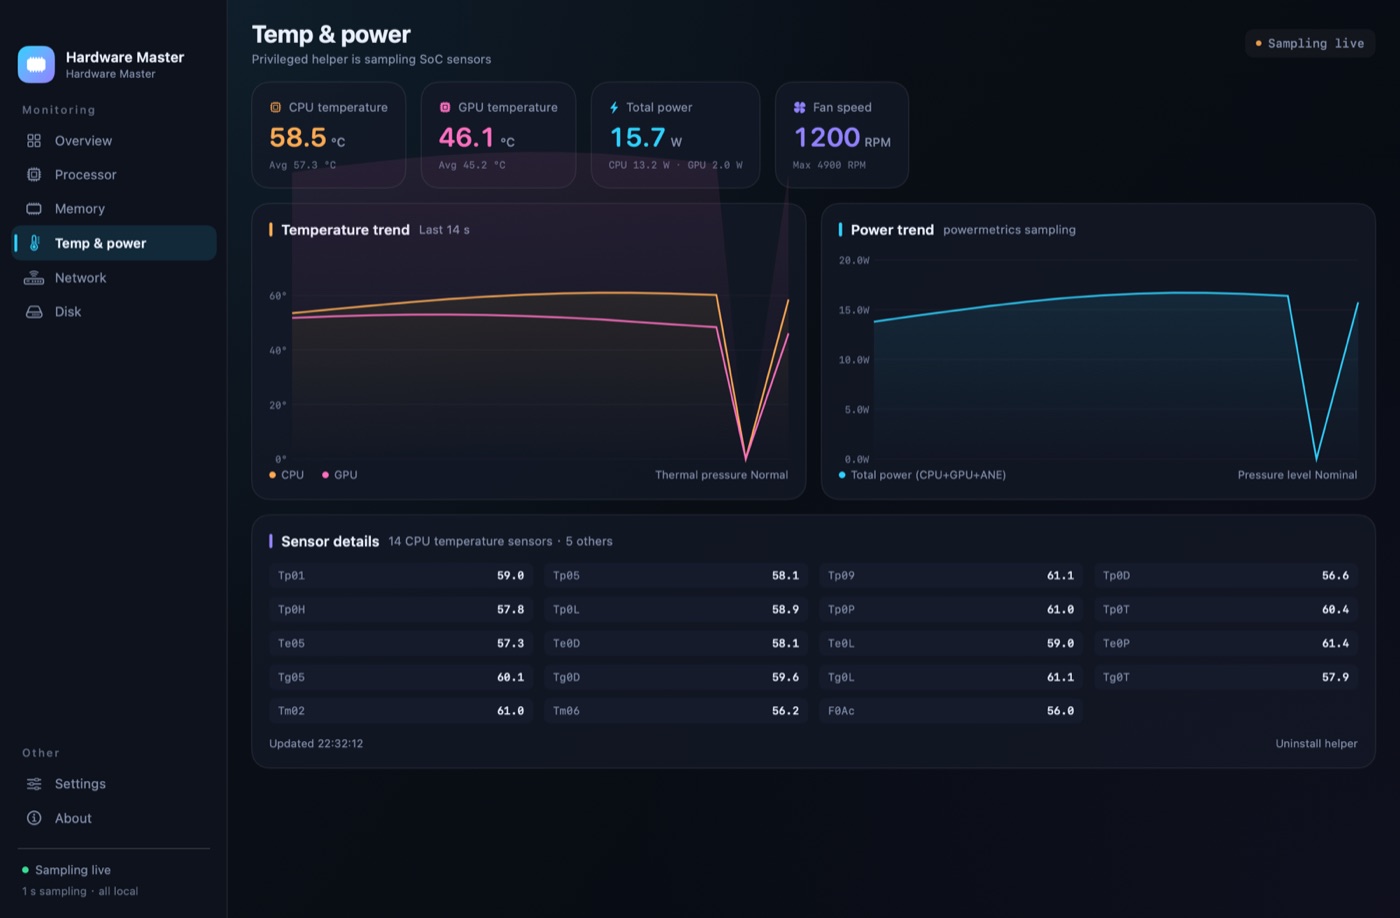 Hardware Master
Hardware Master
Monitoring
Overview
Processor
Memory
Temp & power
Network
Disk
Other
Settings
About
Sampling live
1 s sampling · all local
Temp & power
Privileged helper is sampling SoC sensors
Sampling live
CPU temperature
58.5 °C
Avg 57.3 °C
GPU temperature
46.1 °C
Avg 45.2 °C
Total power
15.7 W
CPU 13.2 W · GPU 2.0 W
Fan speed
1200 RPM
Max 4900 RPM
Temperature trend Last 14 s
60°
40°
20°
0°
CPU GPU Thermal pressure Normal
Power trend powermetrics sampling
20.0W
15.0W
10.0W
5.0W
0.0W
Total power (CPU+GPU+ANE) Pressure level Nominal
Sensor details 14 CPU temperature sensors · 5 others
Tp01 59.0 Tp05 58.1 Tp09 61.1 Tp0D 56.6
Tp0H 57.8 Tp0L 58.9 Tp0P 61.0 Tp0T 60.4
Te05 57.3 Te0D 58.1 Te0L 59.0 Te0P 61.4
Tg05 60.1 Tg0D 59.6 Tg0L 61.1 Tg0T 57.9
Tm02 61.0 Tm06 56.2 F0Ac 56.0
Updated 22:32:12 Uninstall helper